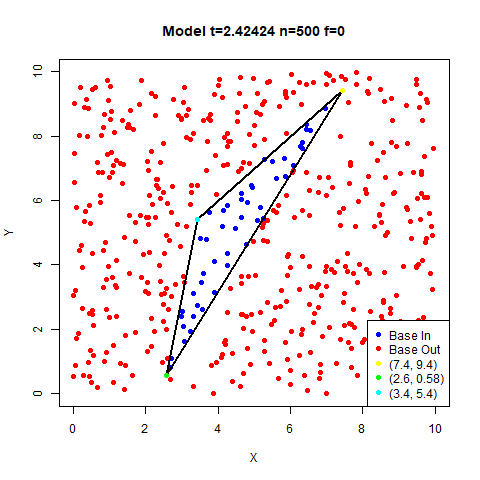 Model t=2.42424 n=500 f=0
Y
10
8
6
4
2
0
0 2 4 6 8 10
X
Base In
Base Out
(7.4, 9.4)
(2.6, 0.58)
(3.4, 5.4)